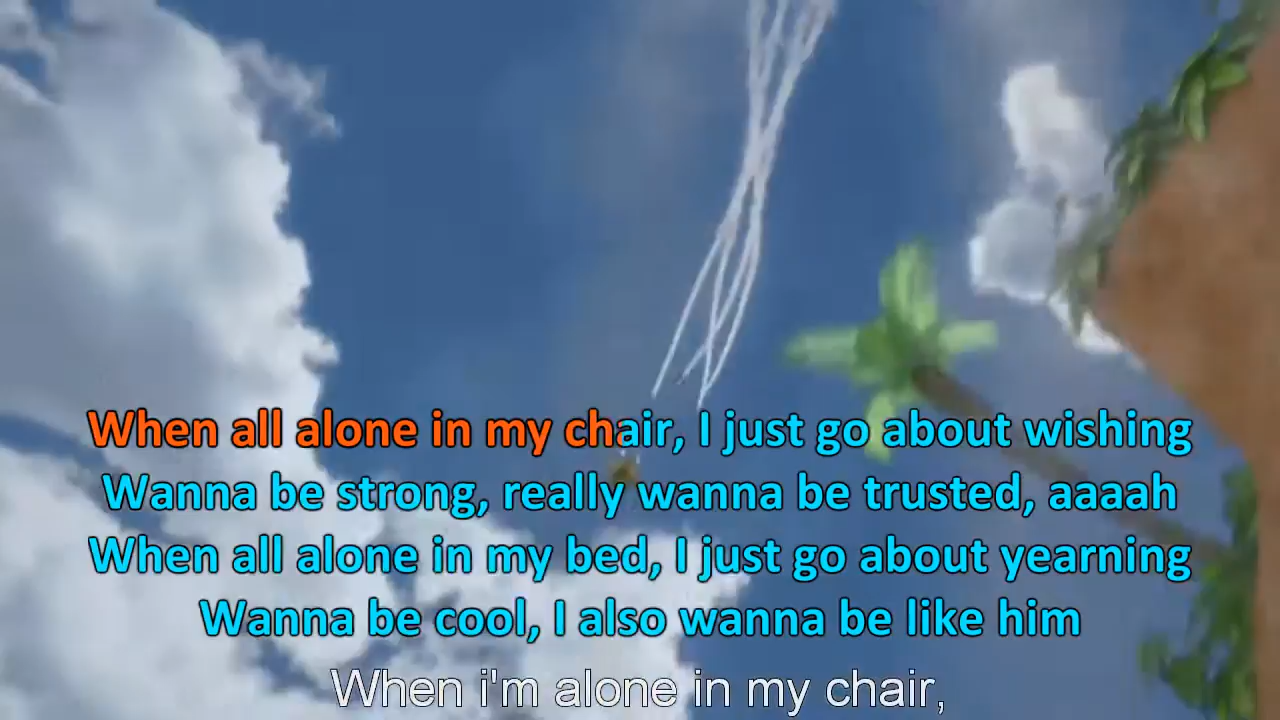 When all alone in my chair, I just go about wishing
Wanna be strong, really wanna be trusted, aaaah
When all alone in my bed, I just go about yearning
Wanna be cool, I also wanna be like him
When i'm alone in my chair,